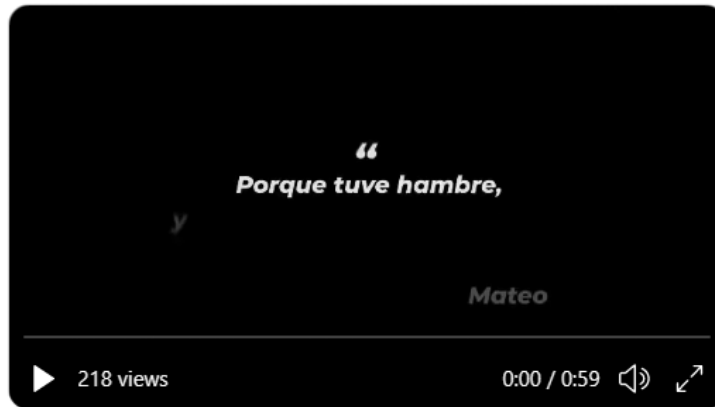 “
Porque tuve hambre,
y
Mateo
218 views
0:00 / 0:59